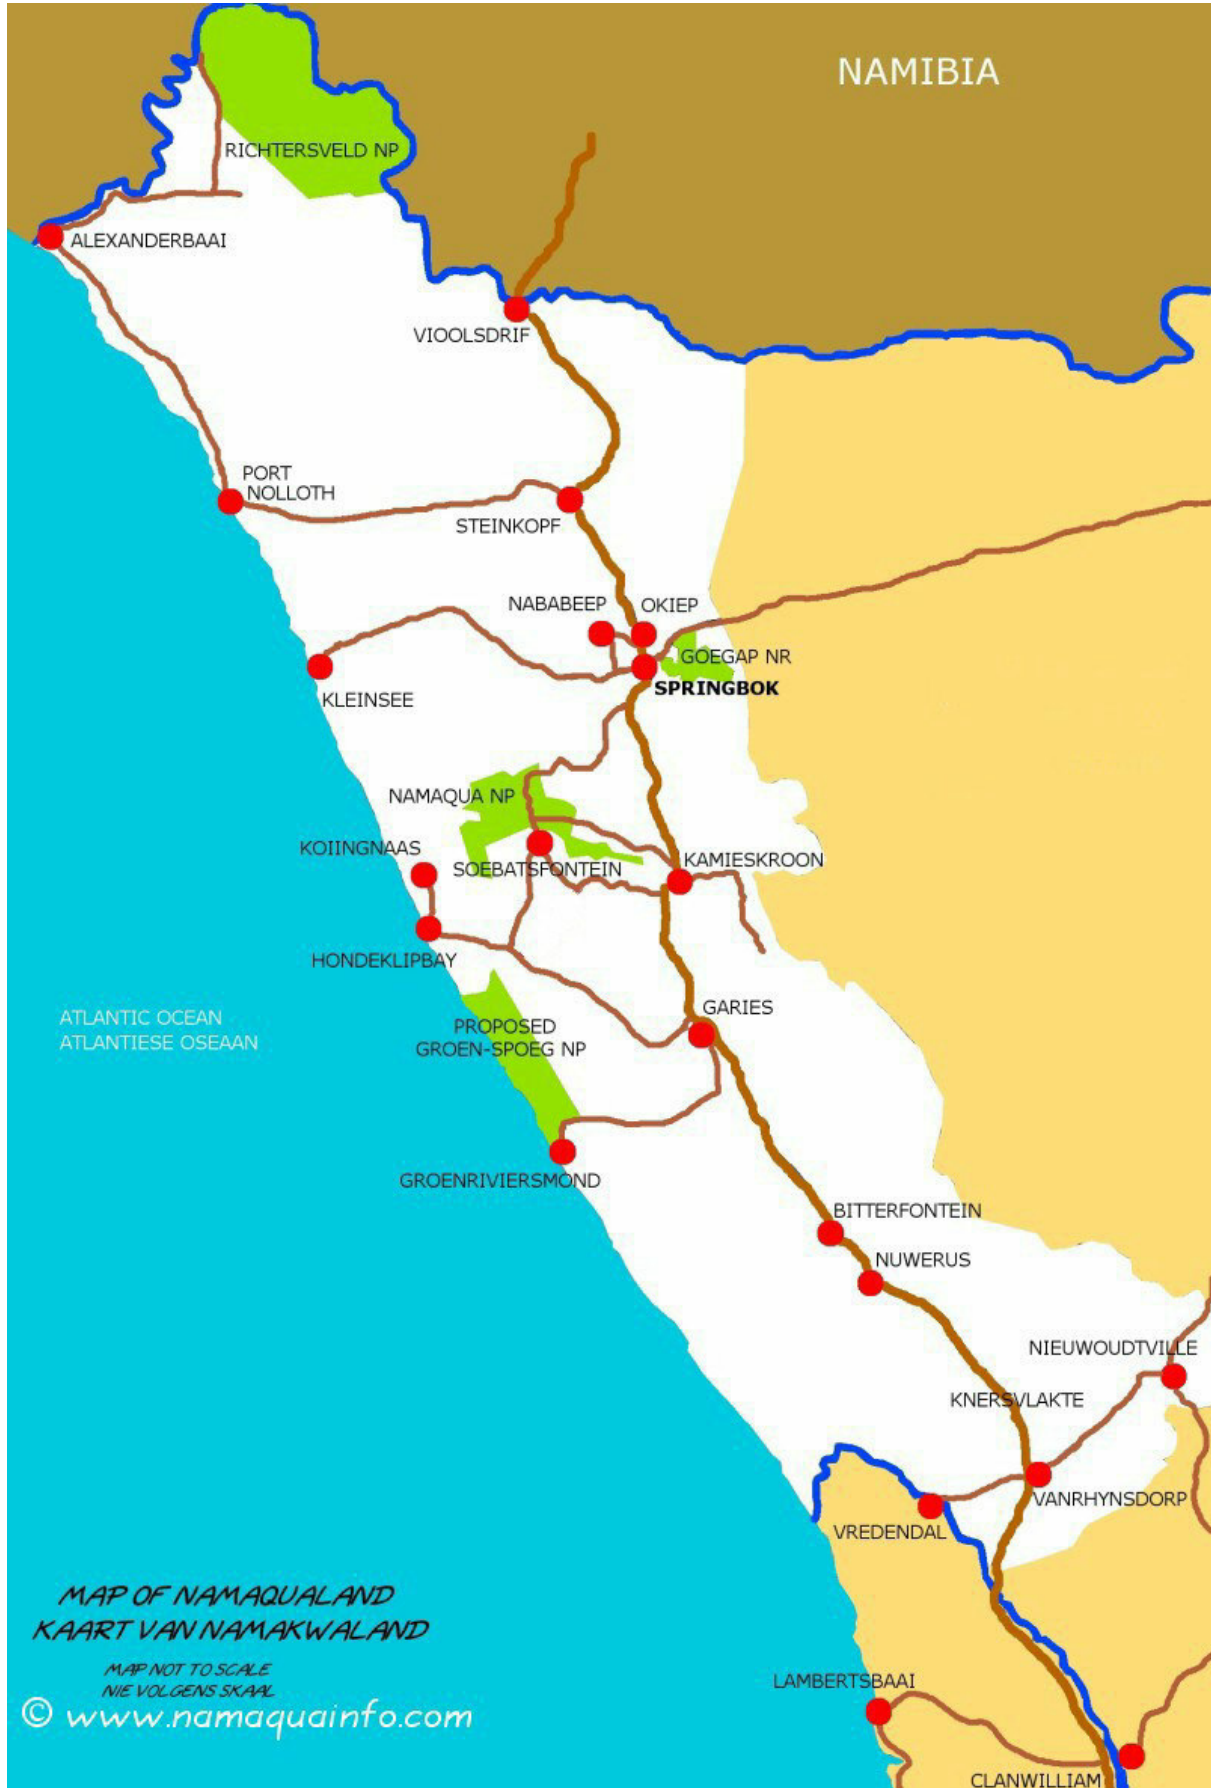 NAMIBIA
RICHTERSVELD NP
ALEXANDERBAAI
VIOOLSDRIF
PORT
NOLLOTH
STEINKOPF
NABABEEP
OKIEP
GOEGAP NR
SPRINGBOK
KLEINSEE
NAMAQUA NP
KOIINGNAAS
SOEBATSFONTEIN
KAMIESKROON
HONDEKLIPBAY
GARIES
ATLANTIC OCEAN
ATLANTIESE OSEAAN
PROPOSED
GROEN-SPOEG NP
GROENRIVIERSMOND
BITTERFONTEIN
NUWERUS
NIEUWOUDTVILLE
KNERSVLAKTE
VANRHYNSDORP
VREDENDAL
MAP OF NAMAQUALAND
KAART VAN NAMAKWALAND
MAP NOT TO SCALE
NIE VOLGENS SKAAL
© www.namaquainfo.com
LAMBERTSBAAI
CLANWILLIAM